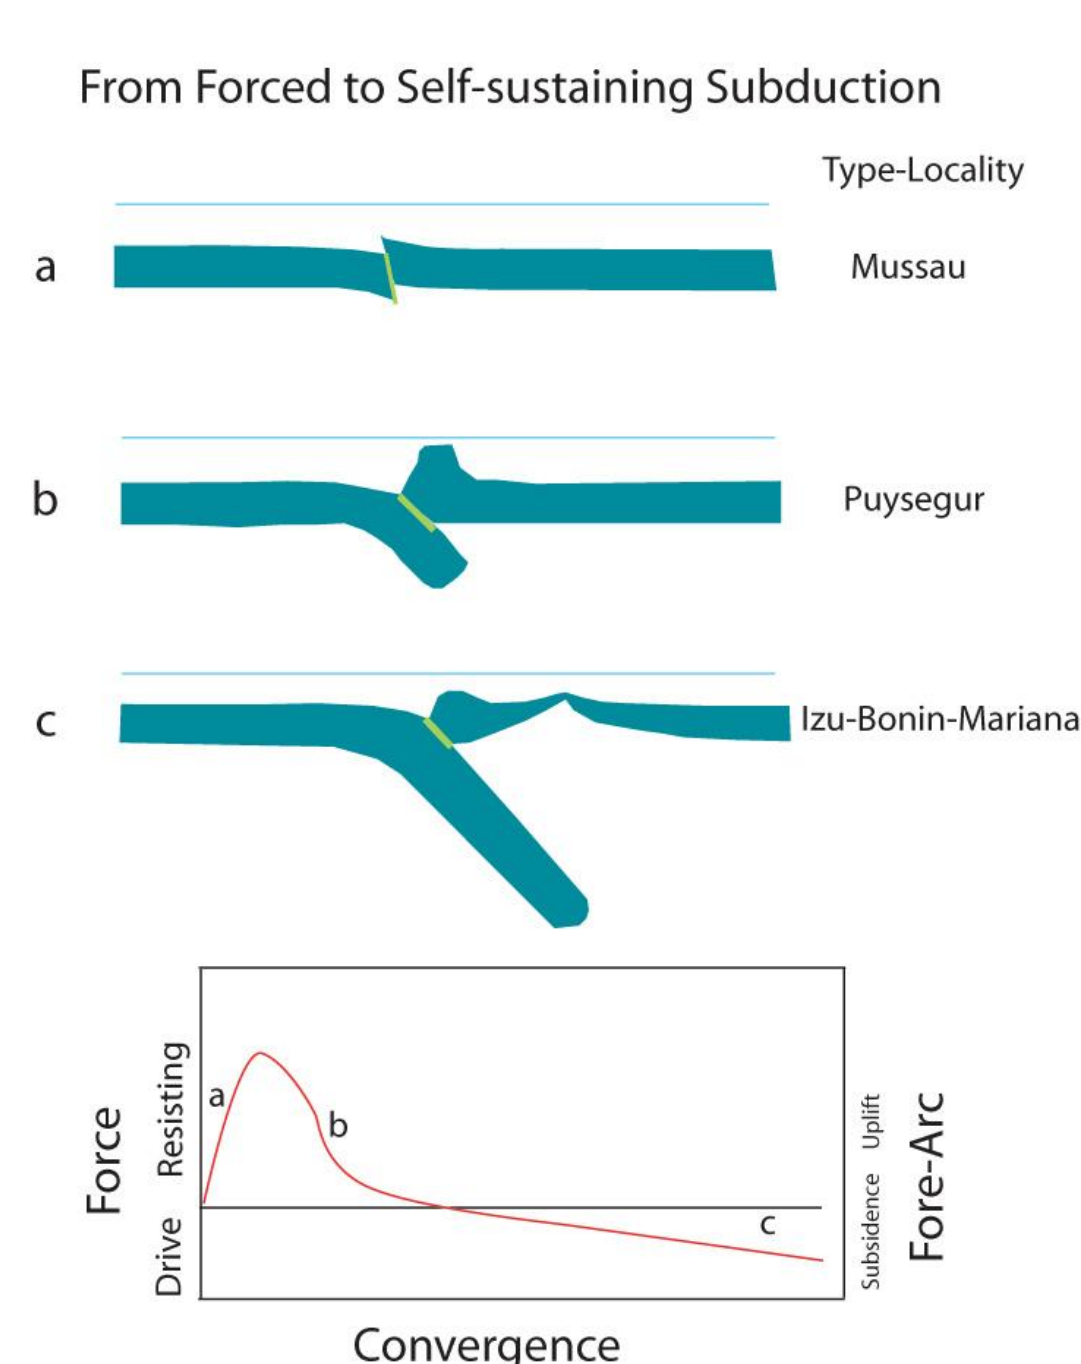 From Forced to Self-sustaining Subduction
Type-Locality
a
Mussau
b
Puysegur
c
Izu-Bonin-Mariana
Force
Resisting
Drive
a
b
c
Uplift
Subsidence
Fore-Arc
Convergence